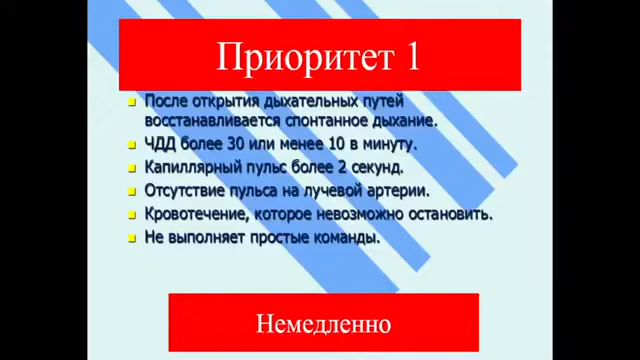 Приоритет 1
После открытия дыхательных путей
восстанавливается спонтанное дыхание.
ЧДД более 30 или менее 10 в минуту.
Капиллярный пульс более 2 секунд.
Отсутствие пульса на лучевой артерии.
Кровотечение, которое невозможно остановить.
Не выполняет простые команды.
Немедленно